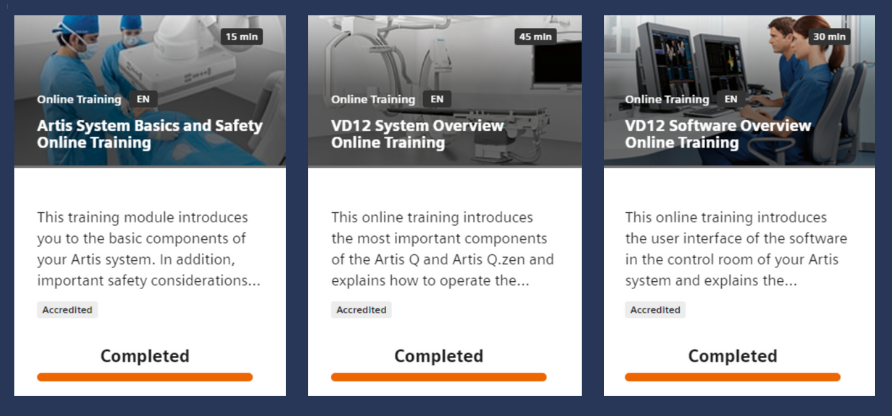 15 min
Online Training EN
Artis System Basics and Safety
Online Training
This training module introduces
you to the basic components of
your Artis system. In addition,
important safety considerations...
Accredited
Completed
45 min
Online Training EN
VD12 System Overview
Online Training
This online training introduces
the most important components
of the Artis Q and Artis Q.zen and
explains how to operate the...
Accredited
Completed
30 min
Online Training EN
VD12 Software Overview
Online Training
This online training introduces
the user interface of the software
in the control room of your Artis
system and explains the...
Accredited
Completed